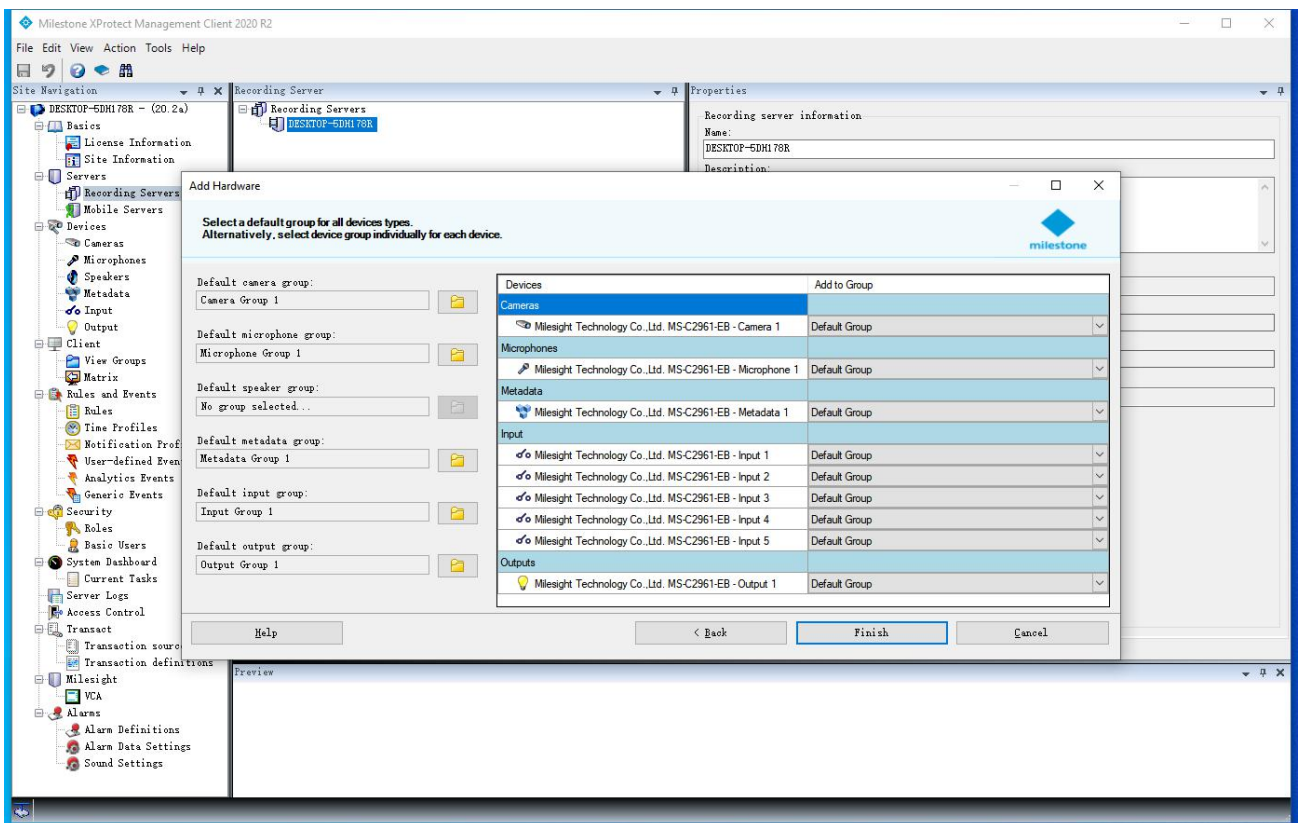 Milestone XProtect Management Client 2020 R2
File Edit View Action Tools Help
Site Navigation
DESKTOP-5DH178R - (20.2a)
Basics
License Information
Site Information
Servers
Recording Servers
Mobile Servers
Devices
Cameras
Microphones
Speakers
Metadata
Input
Output
Client
View Groups
Matrix
Rules and Events
Rules
Time Profiles
Notification Prof
User-defined Even
Analytics Events
Generic Events
Security
Roles
Basic Users
System Dashboard
Current Tasks
Server Logs
Access Control
Transact
Transaction sourc
Transaction definitions
Milesight
VCA
Alarms
Alarm Definitions
Alarm Data Settings
Sound Settings
Recording Server
Recording Servers
DESKTOP-5DH178R
Properties
Recording server information
Name:
DESKTOP-5DH178R
Description:
Add Hardware
Select a default group for all devices types.
Alternatively, select device group individually for each device.
milestone
Default camera group:
Camera Group 1
Default microphone group:
Microphone Group 1
Default speaker group:
No group selected...
Default metadata group:
Metadata Group 1
Default input group:
Input Group 1
Default output group:
Output Group 1
Devices Add to Group
Cameras
Milesight Technology Co.,Ltd. MS-C2961-EB - Camera 1 Default Group
Microphones
Milesight Technology Co.,Ltd. MS-C2961-EB - Microphone 1 Default Group
Metadata
Milesight Technology Co.,Ltd. MS-C2961-EB - Metadata 1 Default Group
Input
Milesight Technology Co.,Ltd. MS-C2961-EB - Input 1 Default Group
Milesight Technology Co.,Ltd. MS-C2961-EB - Input 2 Default Group
Milesight Technology Co.,Ltd. MS-C2961-EB - Input 3 Default Group
Milesight Technology Co.,Ltd. MS-C2961-EB - Input 4 Default Group
Milesight Technology Co.,Ltd. MS-C2961-EB - Input 5 Default Group
Outputs
Milesight Technology Co.,Ltd. MS-C2961-EB - Output 1 Default Group
Help < Back Finish Cancel
Preview